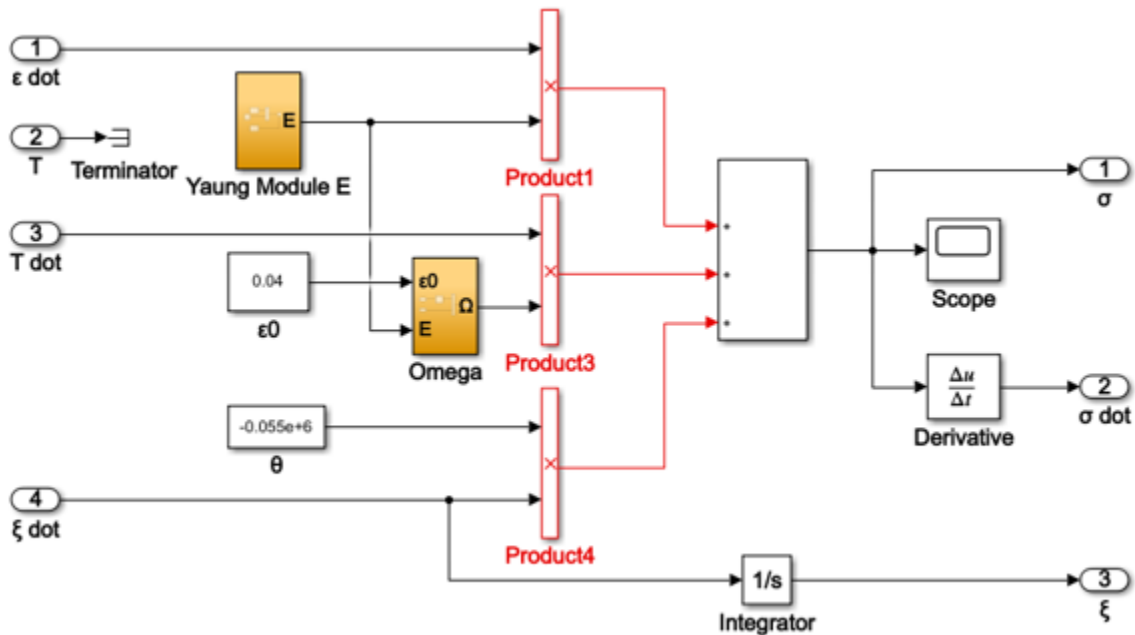 1
ε dot
2
T
Terminator
E
Yaung Module E
×
Product1
3
T dot
0.04
ε0
ε0
E
Ω
Omega
×
Product3
-0.055e+6
θ
4
ξ dot
×
Product4
+
+
+
1
σ
Scope
Δu
Δt
Derivative
2
σ dot
1/s
Integrator
3
ξ